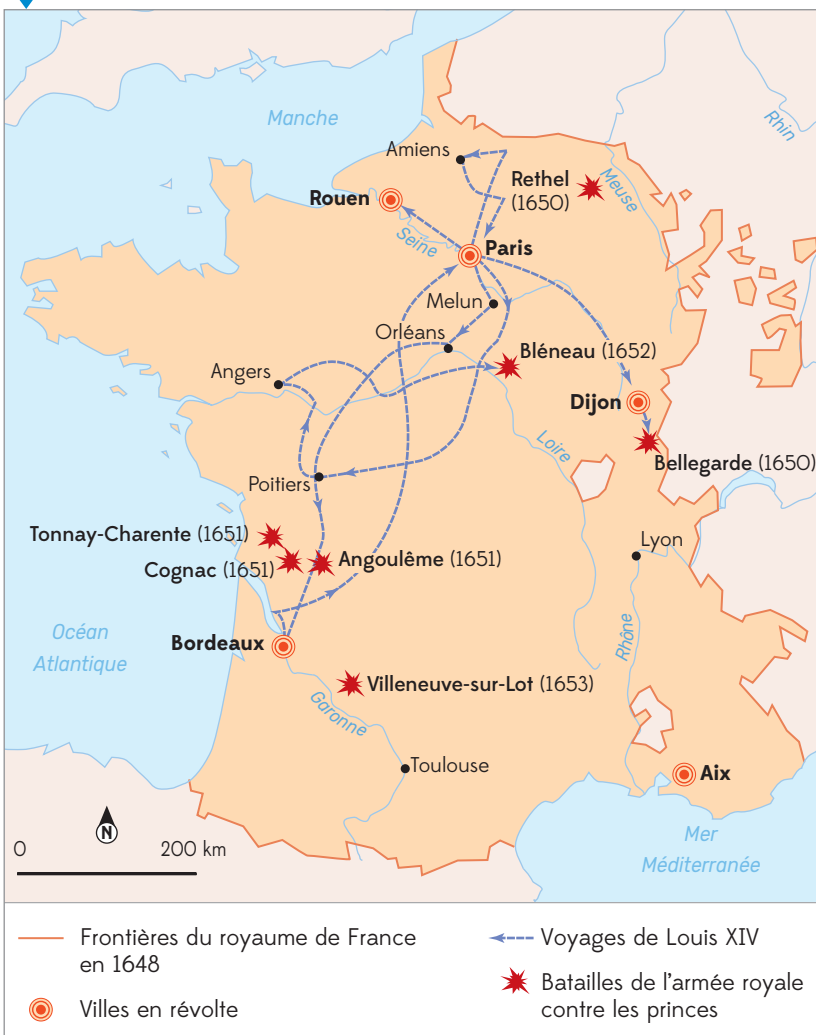 Manche
Rhin
Amiens
Rethel
(1650)
Meuse
Rouen
Seine
Paris
Melun
Orléans
Bléneau (1652)
Angers
Dijon
Loire
Bellegarde (1650)
Poitiers
Tonnay-Charente (1651)
Lyon
Cognac (1651)
Angoulême (1651)
Océan
Atlantique
Bordeaux
Rhône
Villeneuve-sur-Lot (1653)
Garonne
Toulouse
Aix
N
0 200 km
Mer
Méditerranée
Frontières du royaume de France
en 1648
Villes en révolte
Voyages de Louis XIV
Batailles de l'armée royale
contre les princes